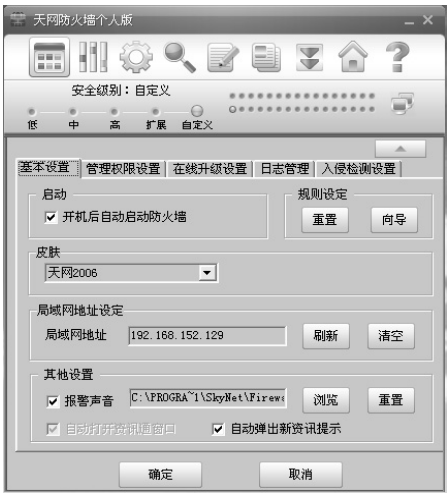 天网防火墙个人版
安全级别：自定义
低 中 高 扩展 自定义
基本设置 管理权限设置 在线升级设置 日志管理 入侵检测设置
启动
开机后自动启动防火墙
规则设定
重置 向导
皮肤
天网2006
局域网地址设定
局域网地址 192.168.152.129 刷新 清空
其他设置
报警声音 C:\PROGRA~1\SkyNet\Firewa 浏览 重置
自动打开资讯通窗口 自动弹出新资讯提示
确定 取消